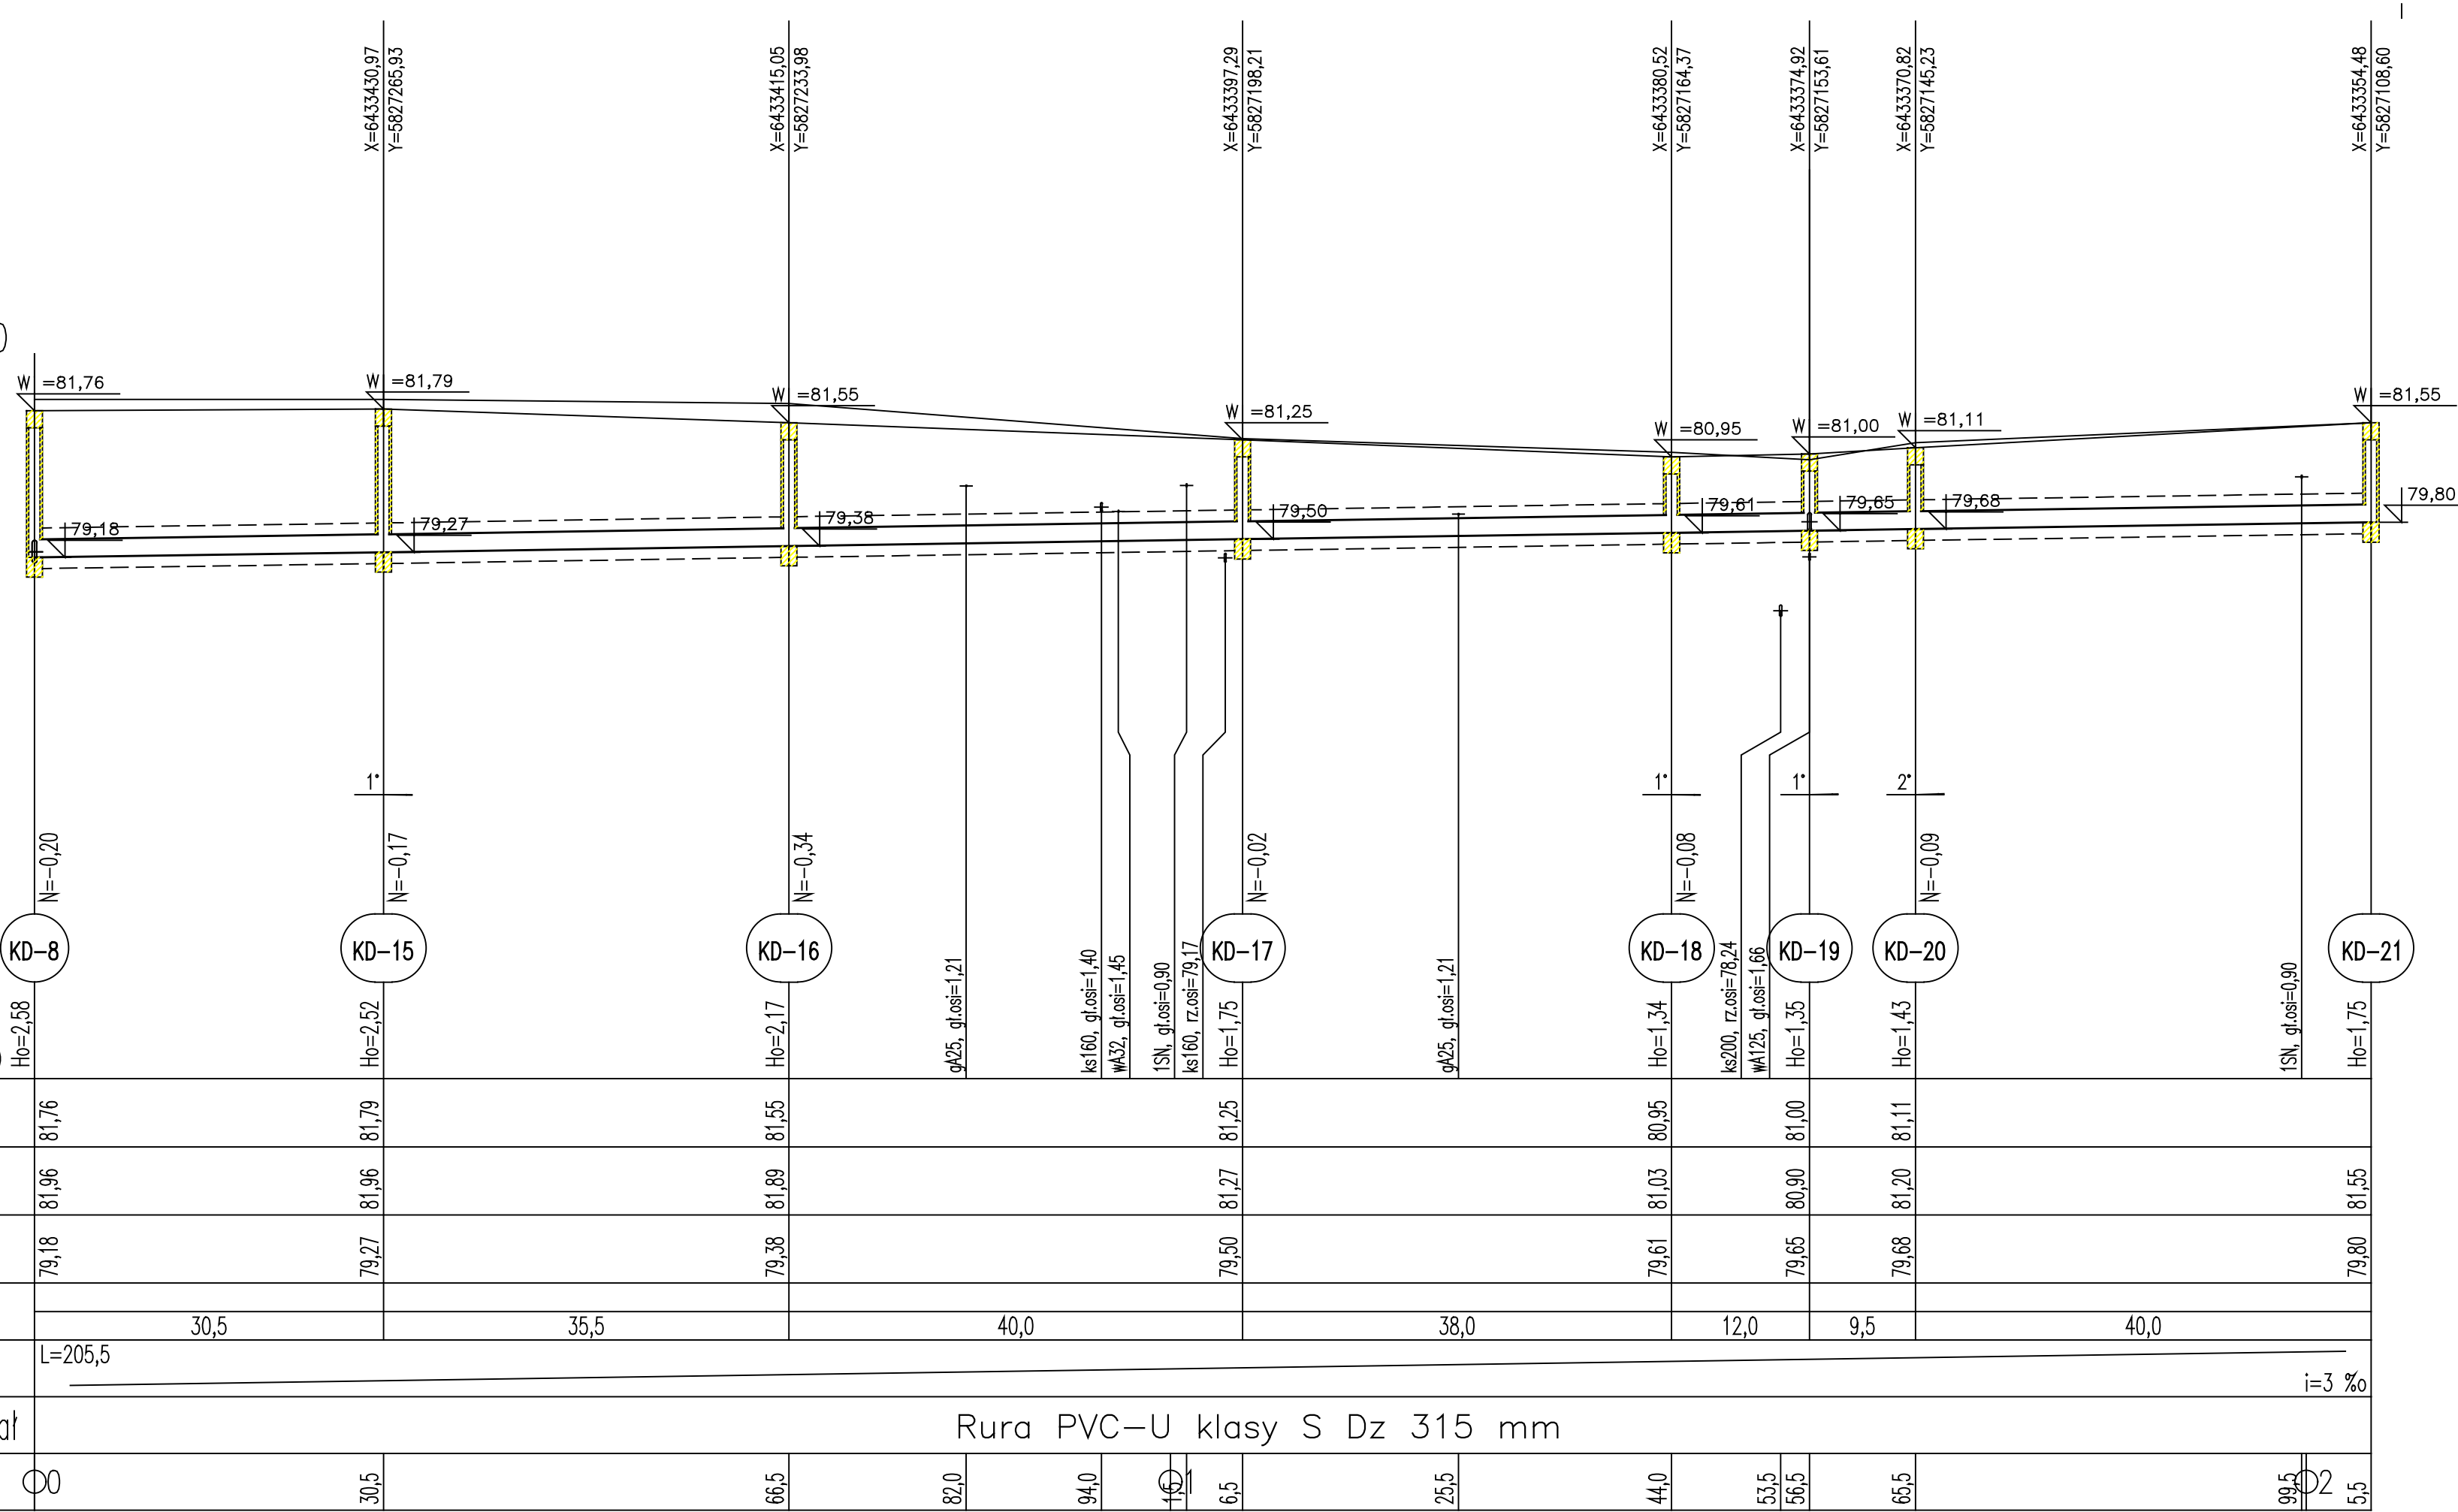 X=6433430,97
Y=5827265,93
X=6433415,05
Y=5827233,98
X=6433397,29
Y=5827198,21
X=6433380,52
Y=5827164,37
X=6433374,92
Y=5827153,61
X=6433370,82
Y=5827145,23
X=6433354,48
Y=5827108,60
W =81,76
W =81,79
W =81,55
W =81,25
W =80,95
W =81,00
W =81,11
W =81,55
79,18
79,27
79,38
79,50
79,61
79,65
79,68
79,80
1°
1°
1°
2°
N=-0,20
N=-0,17
N=-0,34
N=-0,02
N=-0,08
N=-0,09
KD-8
KD-15
KD-16
KD-17
KD-18
KD-19
KD-20
KD-21
Ho=2,58
Ho=2,52
Ho=2,17
gA25, gł.osi=1,21
ks160, gł.osi=1,40
wA32, gł.osi=1,45
1SN, gł.osi=0,90
ks160, rz.osi=79,17
Ho=1,75
gA25, gł.osi=1,21
Ho=1,34
ks200, rz.osi=78,24
wA125, gł.osi=1,66
Ho=1,35
Ho=1,43
1SN, gł.osi=0,90
Ho=1,75
81,76 81,79 81,55 81,25 80,95 81,00 81,11
81,96 81,96 81,89 81,27 81,03 80,90 81,20 81,55
79,18 79,27 79,38 79,50 79,61 79,65 79,68 79,80
30,5 35,5 40,0 38,0 12,0 9,5 40,0
L=205,5
i=3 ‰
Rura PVC-U klasy S Dz 315 mm
0 30,5 66,5 82,0 94,0 1,5 1 6,5 25,5 44,0 53,5 56,5 65,5 99,5 2 5,5